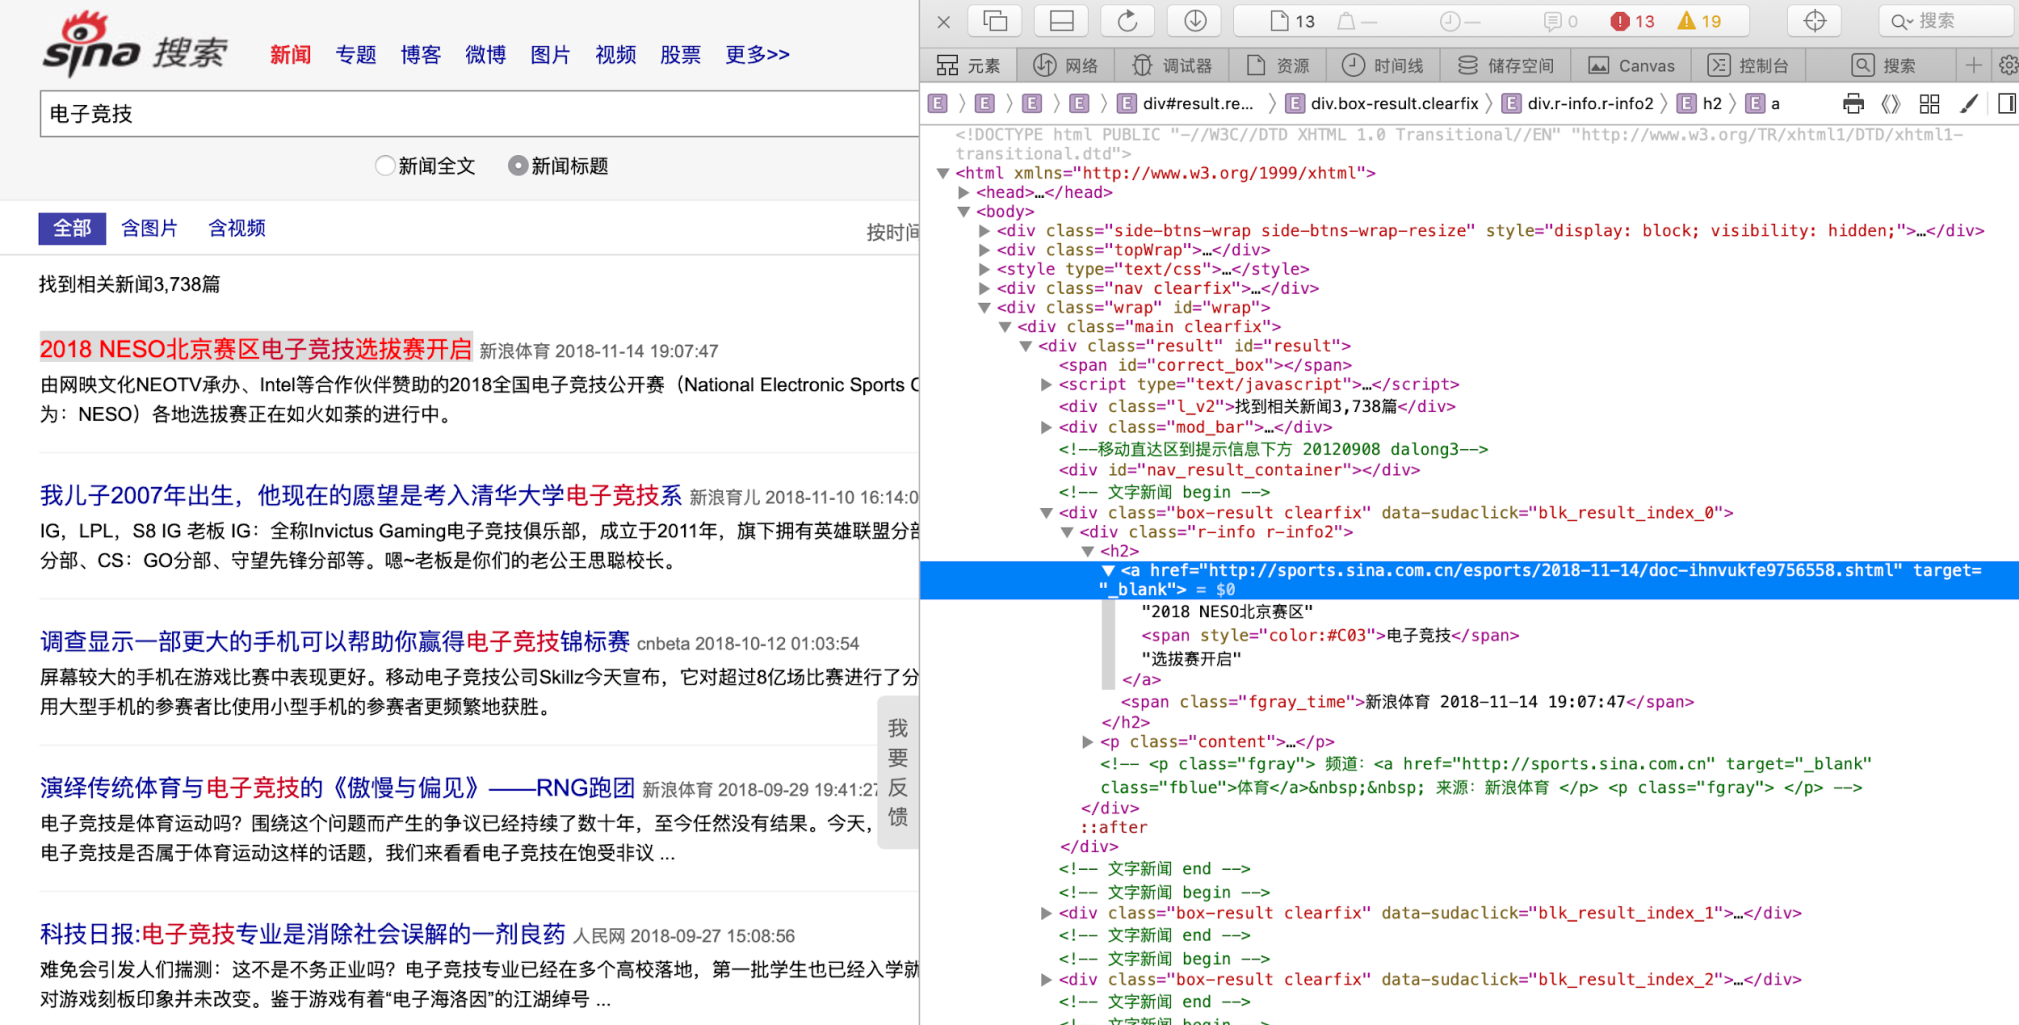 sina 搜索
新闻 专题 博客 微博 图片 视频 股票 更多>>
电子竞技
新闻全文 新闻标题
全部 含图片 含视频
按时间
找到相关新闻3,738篇
2018 NESO北京赛区电子竞技选拔赛开启 新浪体育 2018-11-14 19:07:47
由网映文化NEOTV承办、Intel等合作伙伴赞助的2018全国电子竞技公开赛（National Electronic Sports
为：NESO）各地选拔赛正在如火如荼的进行中。
我儿子2007年出生，他现在的愿望是考入清华大学电子竞技系 新浪育儿 2018-11-10 16:14:0
IG，LPL，S8 IG 老板 IG：全称Invictus Gaming电子竞技俱乐部，成立于2011年，旗下拥有英雄联盟分部
分部、CS：GO分部、守望先锋分部等。嗯~老板是你们的老公王思聪校长。
调查显示一部更大的手机可以帮助你赢得电子竞技锦标赛 cnbeta 2018-10-12 01:03:54
屏幕较大的手机在游戏比赛中表现更好。移动电子竞技公司Skillz今天宣布，它对超过8亿场比赛进行了分
用大型手机的参赛者比使用小型手机的参赛者更频繁地获胜。
演绎传统体育与电子竞技的《傲慢与偏见》——RNG跑团 新浪体育 2018-09-29 19:41:27
电子竞技是体育运动吗？围绕这个问题而产生的争议已经持续了数十年，至今任然没有结果。今天，
电子竞技是否属于体育运动这样的话题，我们来看看电子竞技在饱受非议 ...
科技日报:电子竞技专业是消除社会误解的一剂良药 人民网 2018-09-27 15:08:56
难免会引发人们揣测：这不是不务正业吗？电子竞技专业已经在多个高校落地，第一批学生也已经入学就
对游戏刻板印象并未改变。鉴于游戏有着“电子海洛因”的江湖绰号 ...
我
要
反
馈
13 — — 0 13 19 搜索
元素 网络 调试器 资源 时间线 储存空间 Canvas 控制台 搜索
E E E E E div#result.re... E div.box-result.clearfix E div.r-info.r-info2 E h2 E a
<!DOCTYPE html PUBLIC "-//W3C//DTD XHTML 1.0 Transitional//EN" "http://www.w3.org/TR/xhtml1/DTD/xhtml1-
transitional.dtd">
<html xmlns="http://www.w3.org/1999/xhtml">
<head>…</head>
<body>
<div class="side-btns-wrap side-btns-wrap-resize" style="display: block; visibility: hidden;">…</div>
<div class="topWrap">…</div>
<style type="text/css">…</style>
<div class="nav clearfix">…</div>
<div class="wrap" id="wrap">
<div class="main clearfix">
<div class="result" id="result">
<span id="correct_box"></span>
<script type="text/javascript">…</script>
<div class="l_v2">找到相关新闻3,738篇</div>
<div class="mod_bar">…</div>
<!--移动直达区到提示信息下方 20120908 dalong3-->
<div id="nav_result_container"></div>
<!-- 文字新闻 begin -->
<div class="box-result clearfix" data-sudaclick="blk_result_index_0">
<div class="r-info r-info2">
<h2>
<a href="http://sports.sina.com.cn/esports/2018-11-14/doc-ihnvukfe9756558.shtml" target=
"_blank"> = $0
"2018 NESO北京赛区"
<span style="color:#C03">电子竞技</span>
"选拔赛开启"
</a>
<span class="fgray_time">新浪体育 2018-11-14 19:07:47</span>
</h2>
<p class="content">…</p>
<!-- <p class="fgray"> 频道：<a href="http://sports.sina.com.cn" target="_blank"
class="fblue">体育</a>&nbsp;&nbsp; 来源：新浪体育 </p> <p class="fgray"> </p> -->
</div>
::after
</div>
<!-- 文字新闻 end -->
<!-- 文字新闻 begin -->
<div class="box-result clearfix" data-sudaclick="blk_result_index_1">…</div>
<!-- 文字新闻 end -->
<!-- 文字新闻 begin -->
<div class="box-result clearfix" data-sudaclick="blk_result_index_2">…</div>
<!-- 文字新闻 end -->
<!-- 文字新闻 begin -->